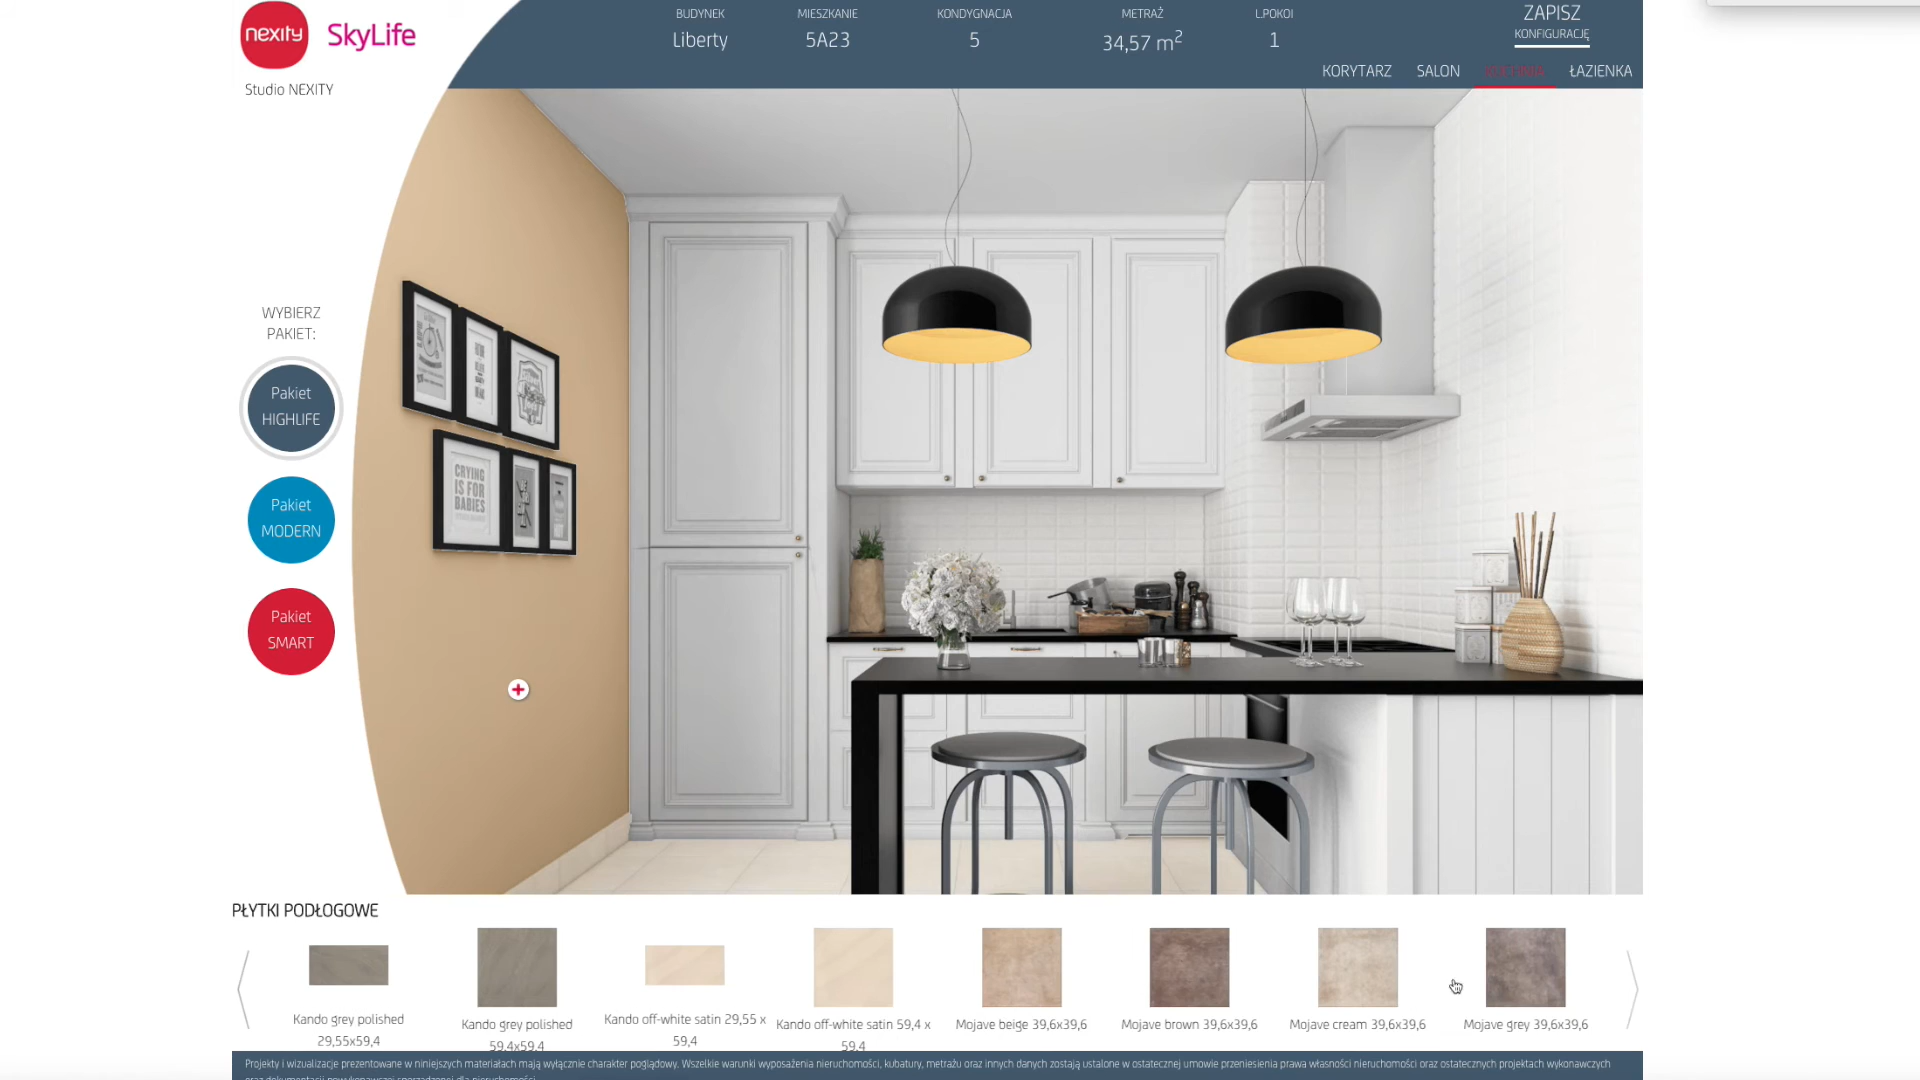 nexity SkyLife
Studio NEXITY
BUDYNEK
Liberty
MIESZKANIE
5A23
KONDYGNACJA
5
METRAŻ
34,57 m²
L.POKOI
1
ZAPISZ
KONFIGURACJĘ
KORYTARZ SALON KUCHNIA ŁAZIENKA
WYBIERZ
PAKIET:
Pakiet
HIGHLIFE
Pakiet
MODERN
Pakiet
SMART
CRYING
IS FOR
BABIES
PŁYTKI PODŁOGOWE
Kando grey polished
29,55x59,4
Kando grey polished
59,4x59,4
Kando off-white satin 29,55 x
59,4
Kando off-white satin 59,4 x
59,4
Mojave beige 39,6x39,6
Mojave brown 39,6x39,6
Mojave cream 39,6x39,6
Mojave grey 39,6x39,6
Projekty i wizualizacje prezentowane w niniejszych materiałach mają wyłącznie charakter poglądowy. Wszelkie warunki wyposażenia nieruchomości, kubatury, metrażu oraz innych danych zostają ustalone w ostatecznej umowie przeniesienia prawa własności nieruchomości oraz ostatecznych projektach wykonawczych